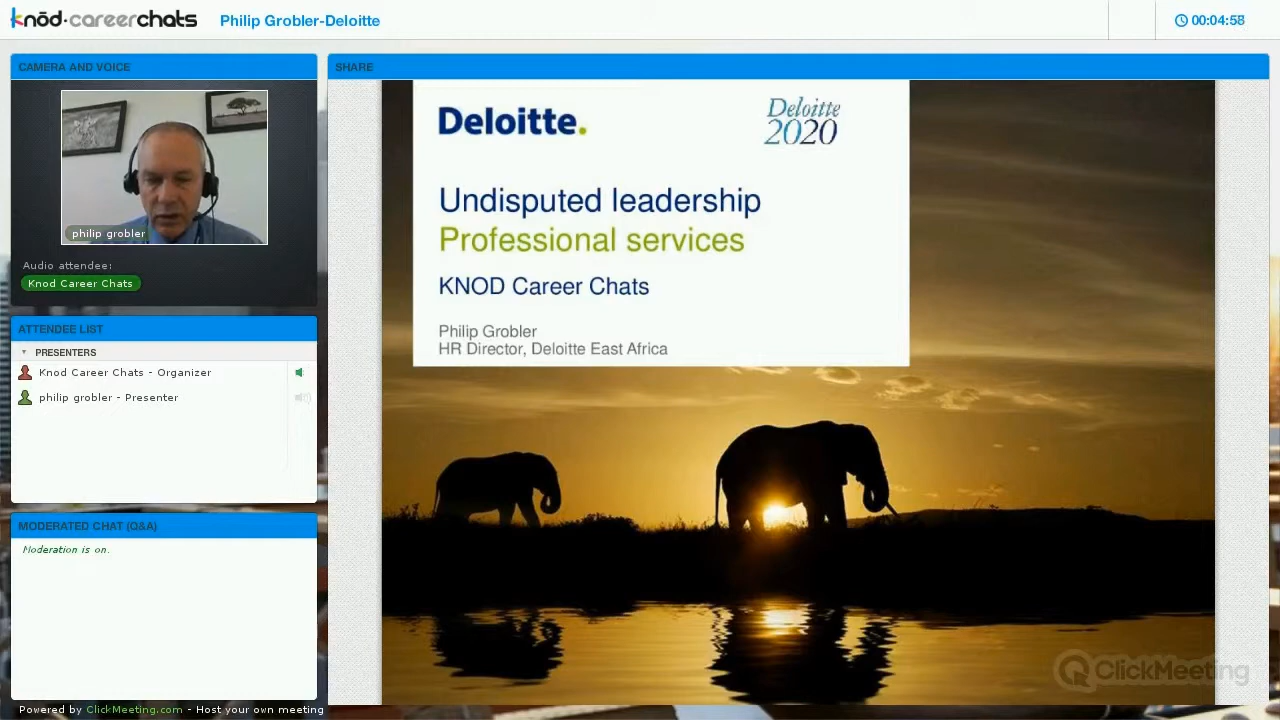 knōd·careerchats
Philip Grobler-Deloitte
00:04:58
CAMERA AND VOICE
philip grobler
Audio attendee:
Knod Career Chats
ATTENDEE LIST
PRESENTERS
Knod Career Chats - Organizer
philip grobler - Presenter
MODERATED CHAT (Q&A)
Moderation is on.
Powered by ClickMeeting.com - Host your own meeting
SHARE
Deloitte.
Deloitte
2020
Undisputed leadership
Professional services
KNOD Career Chats
Philip Grobler
HR Director, Deloitte East Africa
ClickMeeting